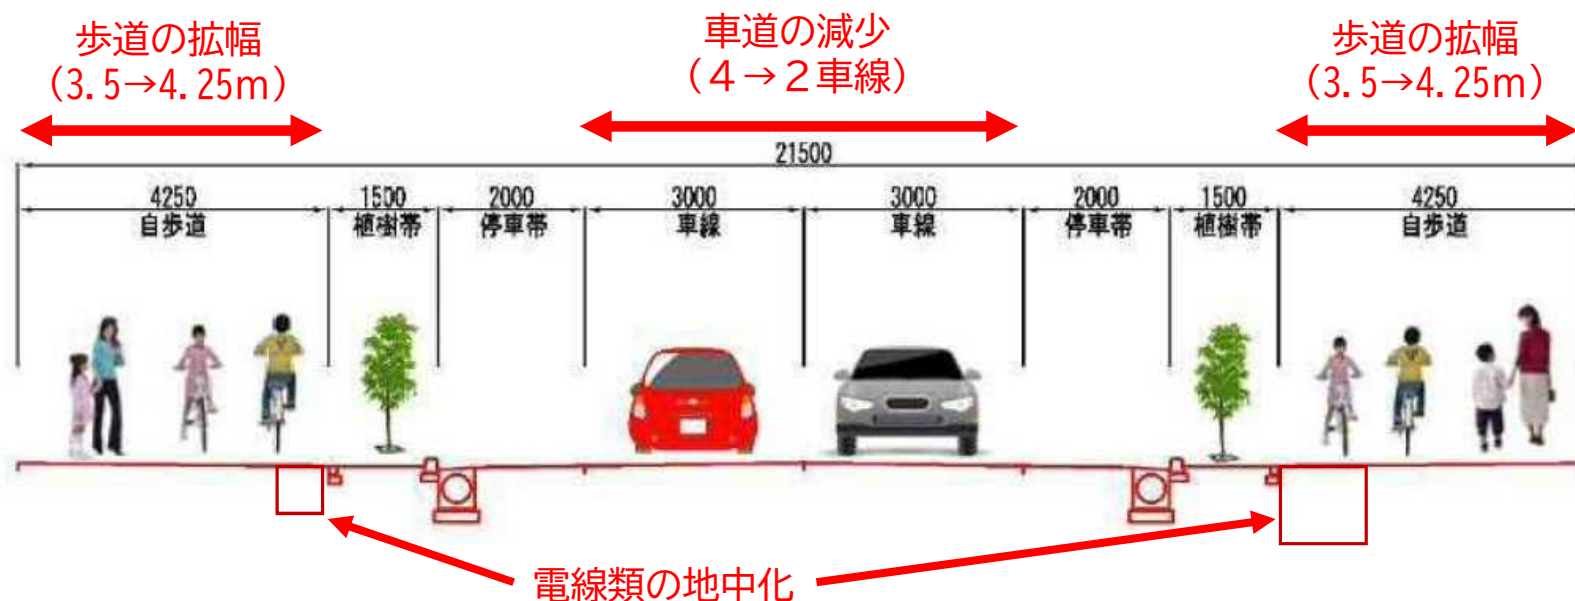 歩道の拡幅
(3.5→4.25m)
車道の減少
(4→2車線)
歩道の拡幅
(3.5→4.25m)
21500
4250
自歩道
1500
植樹帯
2000
停車帯
3000
車線
3000
車線
2000
停車帯
1500
植樹帯
4250
自歩道
電線類の地中化